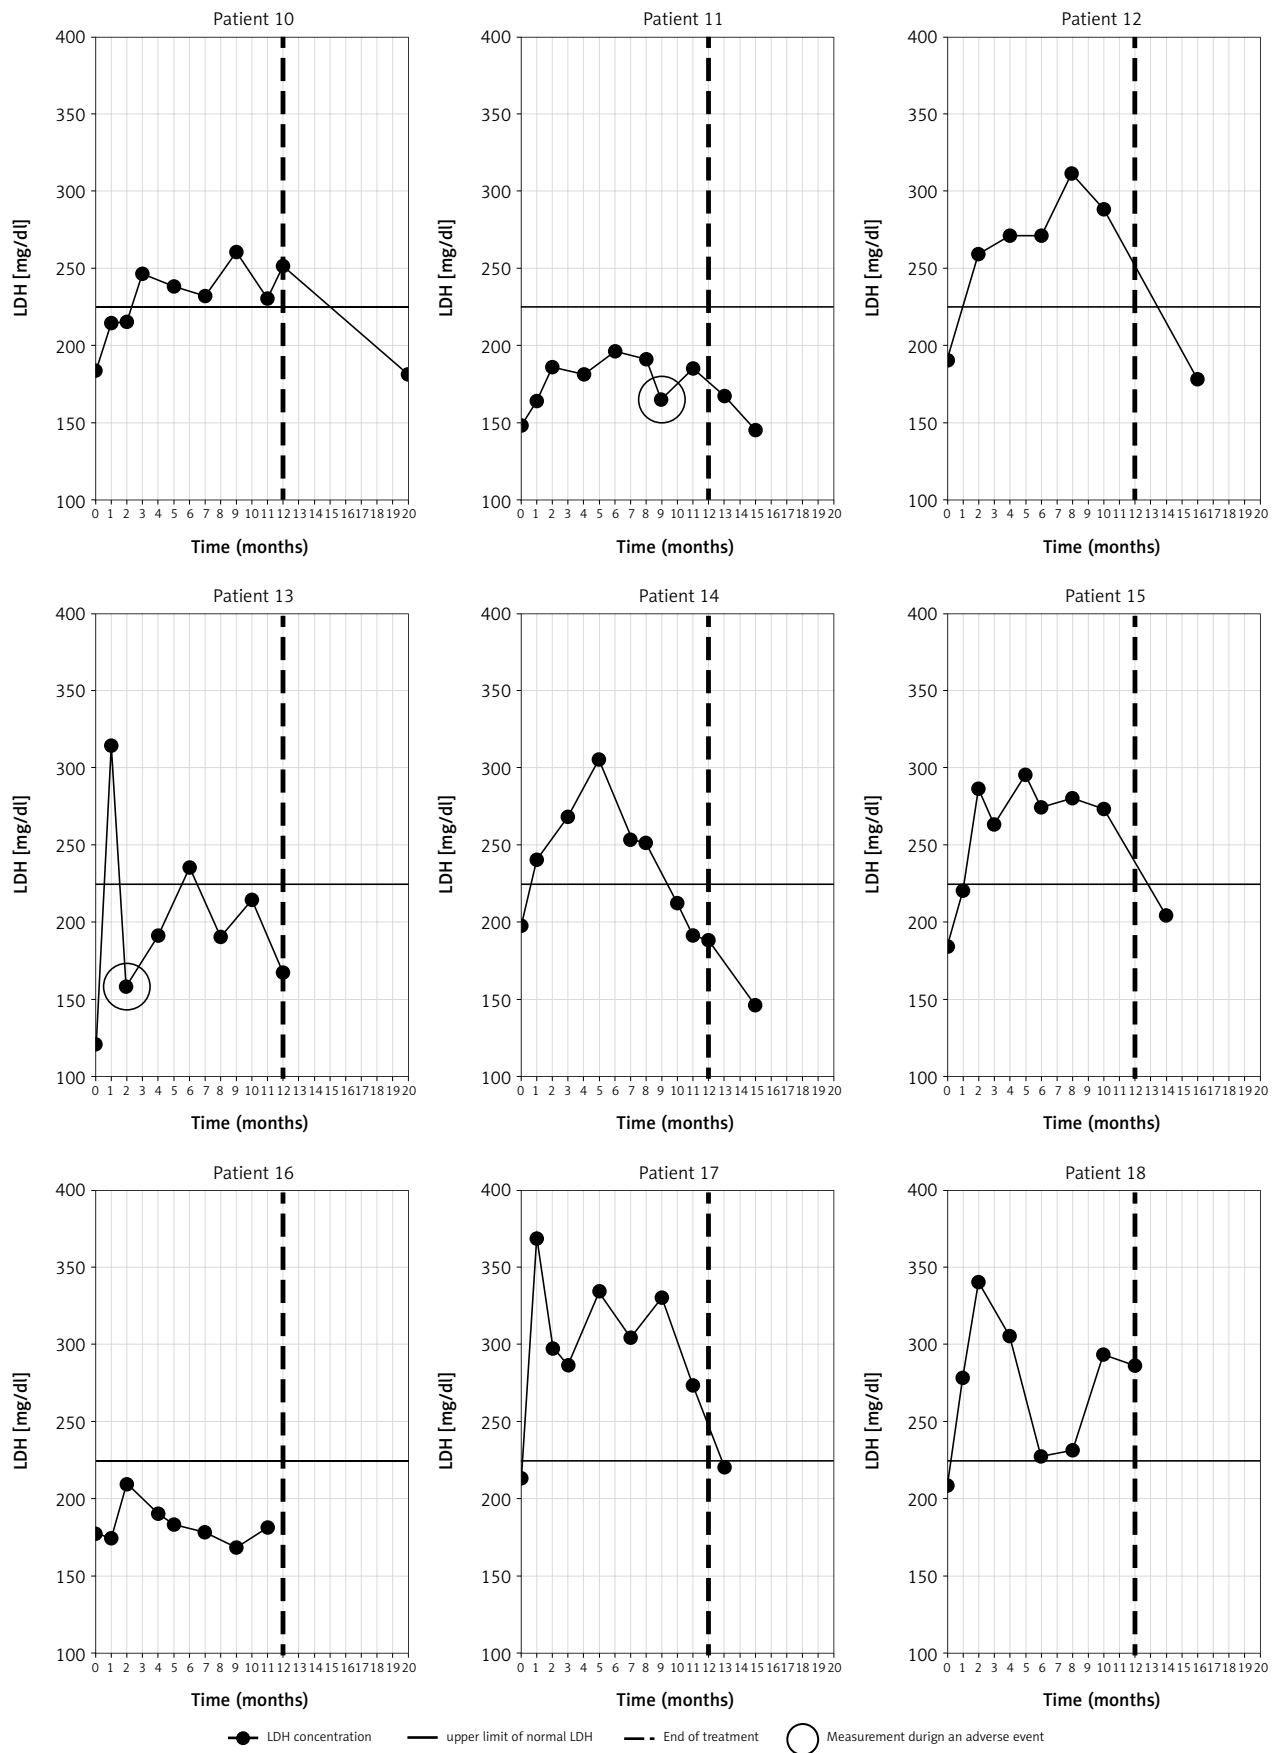 Patient 10
Patient 11
Patient 12
400
350
300
250
200
150
100
LDH [mg/dl]
0 1 2 3 4 5 6 7 8 9 10 11 12 13 14 15 16 17 18 19 20
Time (months)
400
350
300
250
200
150
100
LDH [mg/dl]
0 1 2 3 4 5 6 7 8 9 10 11 12 13 14 15 16 17 18 19 20
Time (months)
400
350
300
250
200
150
100
LDH [mg/dl]
0 1 2 3 4 5 6 7 8 9 10 11 12 13 14 15 16 17 18 19 20
Time (months)
Patient 13
Patient 14
Patient 15
400
350
300
250
200
150
100
LDH [mg/dl]
0 1 2 3 4 5 6 7 8 9 10 11 12 13 14 15 16 17 18 19 20
Time (months)
400
350
300
250
200
150
100
LDH [mg/dl]
0 1 2 3 4 5 6 7 8 9 10 11 12 13 14 15 16 17 18 19 20
Time (months)
400
350
300
250
200
150
100
LDH [mg/dl]
0 1 2 3 4 5 6 7 8 9 10 11 12 13 14 15 16 17 18 19 20
Time (months)
Patient 16
Patient 17
Patient 18
400
350
300
250
200
150
100
LDH [mg/dl]
0 1 2 3 4 5 6 7 8 9 10 11 12 13 14 15 16 17 18 19 20
Time (months)
400
350
300
250
200
150
100
LDH [mg/dl]
0 1 2 3 4 5 6 7 8 9 10 11 12 13 14 15 16 17 18 19 20
Time (months)
400
350
300
250
200
150
100
LDH [mg/dl]
0 1 2 3 4 5 6 7 8 9 10 11 12 13 14 15 16 17 18 19 20
Time (months)
LDH concentration
upper limit of normal LDH
End of treatment
Measurement durign an adverse event